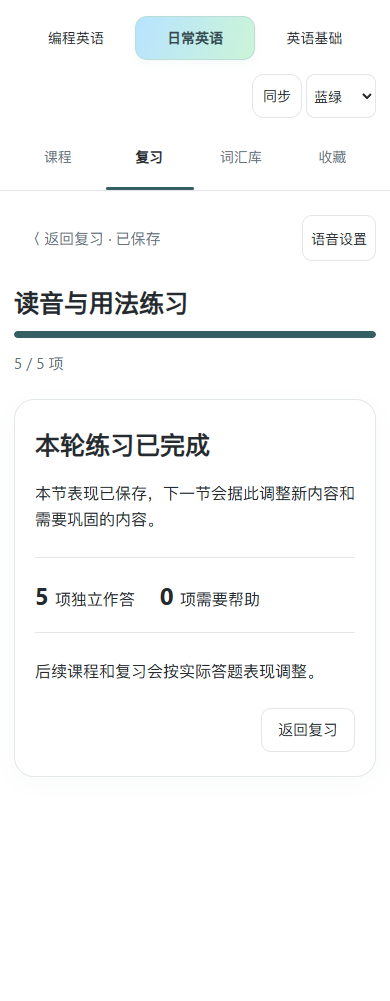 编程英语 日常英语 英语基础
同步 蓝绿
课程 复习 词汇库 收藏
〈 返回复习 · 已保存 语音设置
读音与用法练习
5 / 5 项
本轮练习已完成
本节表现已保存，下一节会据此调整新内容和
需要巩固的内容。
5 项独立作答 0 项需要帮助
后续课程和复习会按实际答题表现调整。
返回复习